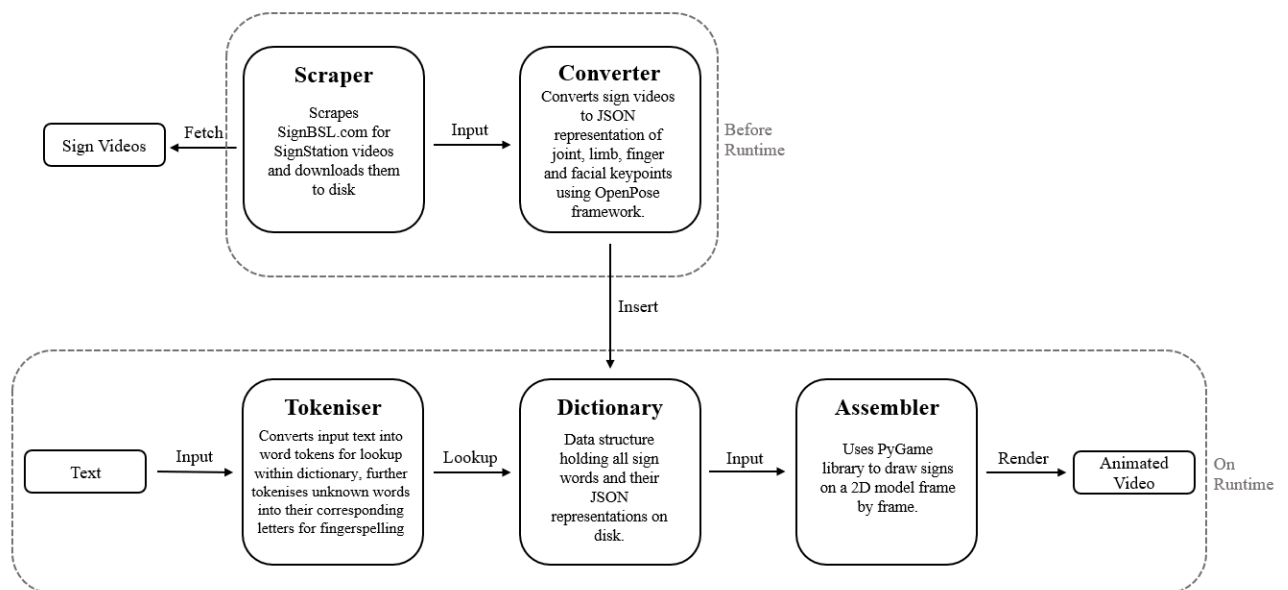 Scraper
Scrapes
SignBSL.com for
SignStation videos
and downloads them
to disk
Converter
Converts sign videos
to JSON
representation of
joint, limb, finger
and facial keypoints
using OpenPose
framework.
Sign Videos
Fetch
Input
Before
Runtime
Insert
Text
Input
Tokeniser
Converts input text into
word tokens for lookup
within dictionary, further
tokenises unknown words
into their corresponding
letters for fingerspelling
Lookup
Dictionary
Data structure
holding all sign
words and their
JSON
representations on
disk.
Input
Assembler
Uses PyGame
library to draw signs
on a 2D model frame
by frame.
Render
Animated
Video
On
Runtime